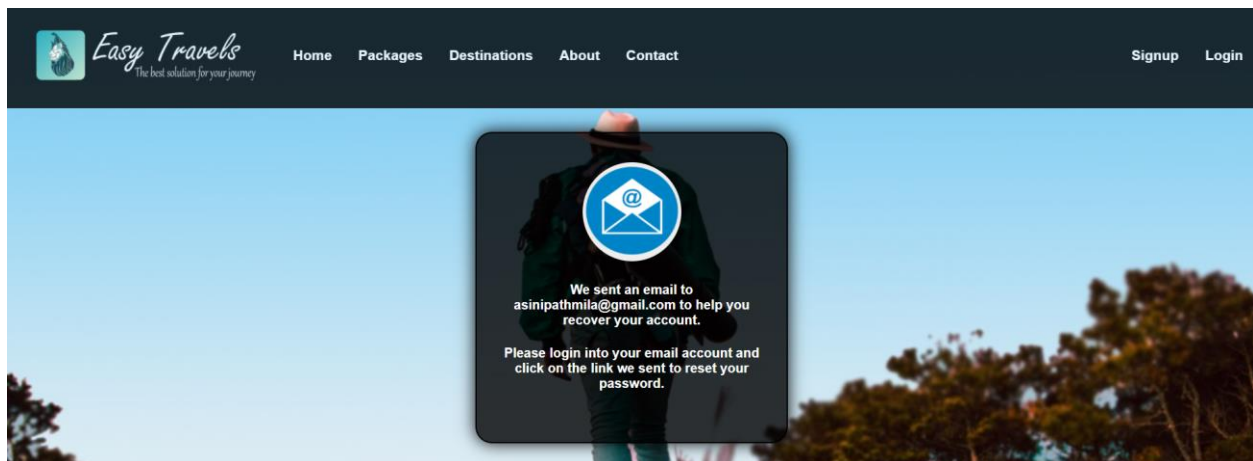 Easy Travels
The best solution for your journey
Home Packages Destinations About Contact
Signup Login
@
We sent an email to
asinipathmila@gmail.com to help you
recover your account.
Please login into your email account and
click on the link we sent to reset your
password.